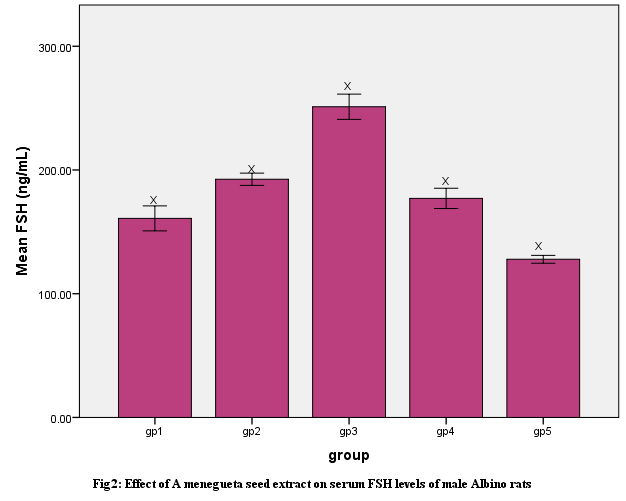 Mean FSH (ng/mL)
300.00
200.00
100.00
0.00
X
X
X
X
X
gp1
gp2
gp3
gp4
gp5
group
Fig2: Effect of A menegueta seed extract on serum FSH levels of male Albino rats